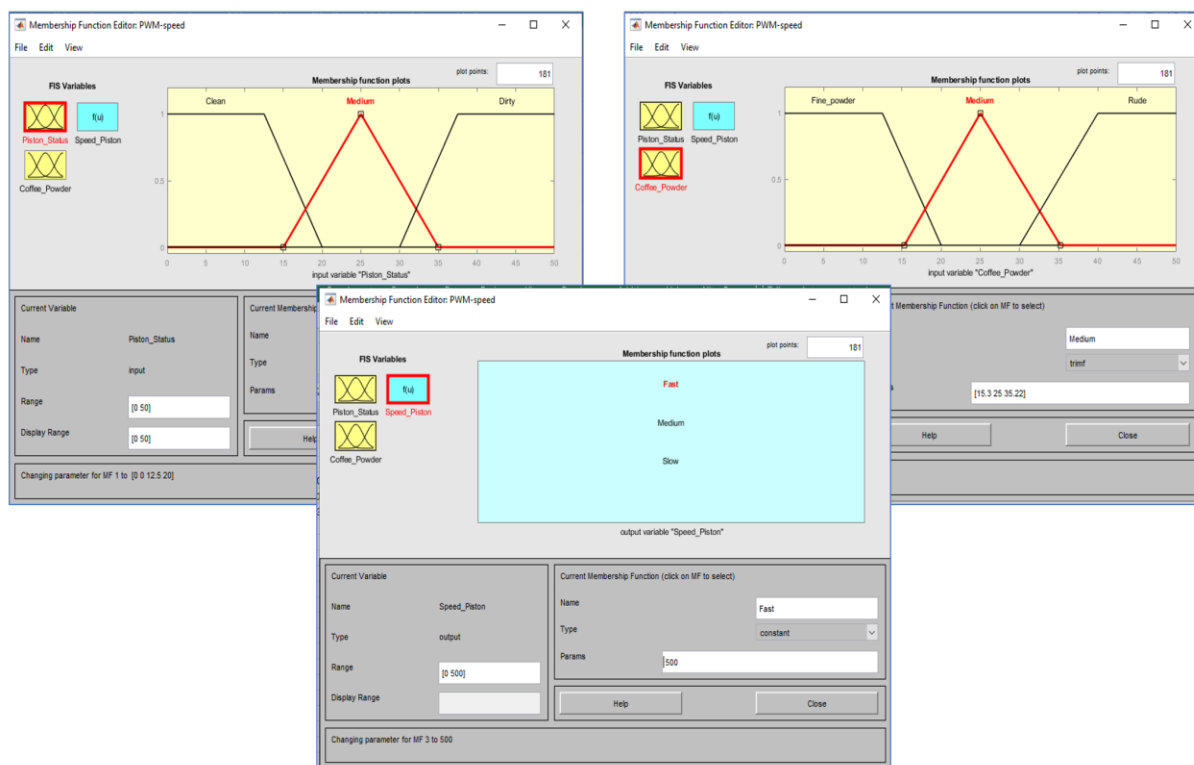 Membership Function Editor: PWM-speed
File Edit View
plot points: 181
FIS Variables
Membership function plots
Piston_Status Speed_Piston
Coffee_Powder
Clean Medium Dirty
1
0.5
0
0 5 10 15 20 25 30 35 40 45 50
input variable "Piston_Status"
Current Variable
Name Piston_Status
Type input
Range [0 50]
Display Range [0 50]
Current Membership
Name
Type
Params
Help
Changing parameter for MF 1 to [0 0 12.5 20]
Membership Function Editor: PWM-speed
File Edit View
plot points: 181
FIS Variables
Membership function plots
Piston_Status Speed_Piston
Coffee_Powder
Fine_powder Medium Rude
1
0.5
0
0 5 10 15 20 25 30 35 40 45 50
input variable "Coffee_Powder"
Membership Function (click on MF to select)
Medium
trimf
[15.3 25 35.22]
Help Close
Membership Function Editor: PWM-speed
File Edit View
plot points: 181
FIS Variables
Membership function plots
Piston_Status Speed_Piston
Coffee_Powder
Fast
Medium
Slow
output variable "Speed_Piston"
Current Variable
Name Speed_Piston
Type output
Range [0 500]
Display Range
Current Membership Function (click on MF to select)
Name Fast
Type constant
Params 500
Help Close
Changing parameter for MF 3 to 500